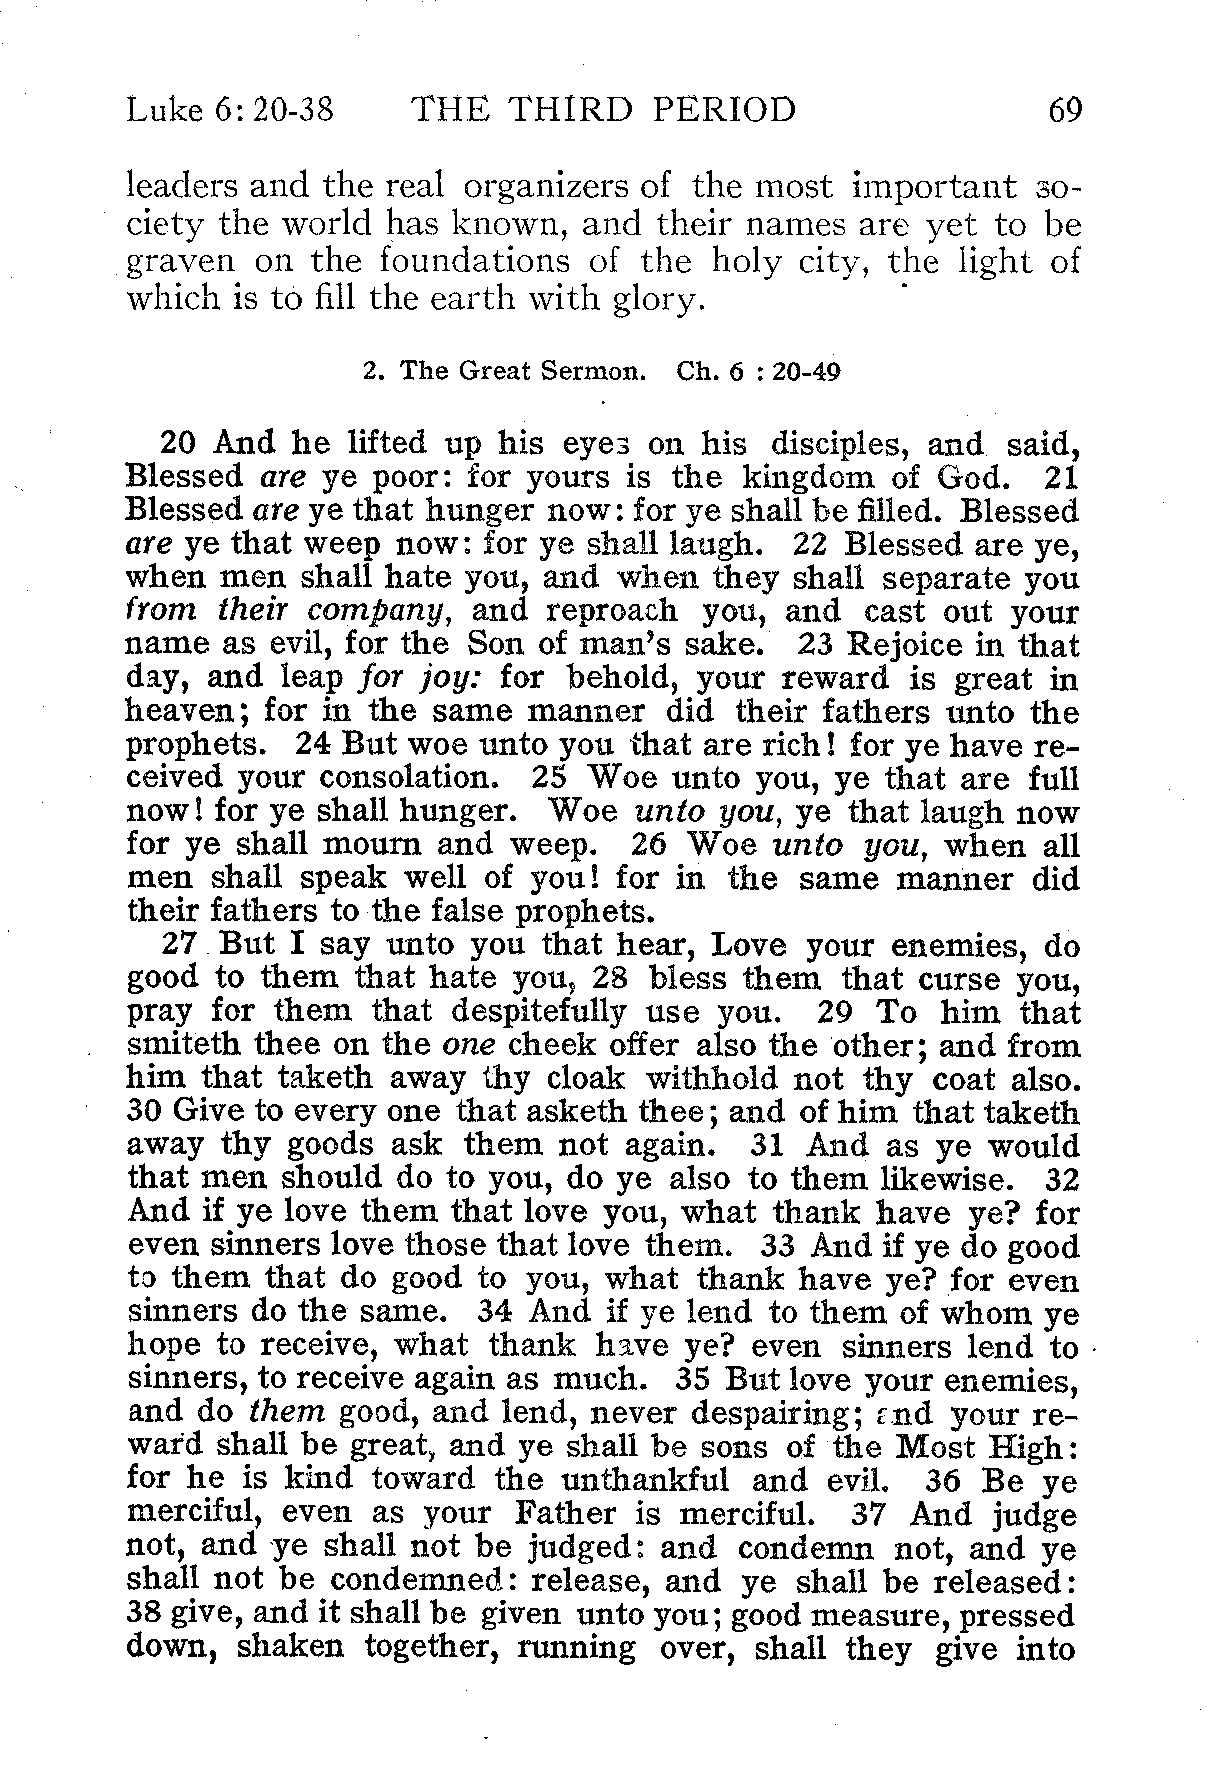 Luke 6: 20-38 THE THIRD PERIOD 69
leaders and the real organizers of the most important so-
ciety the world has known, and their names are yet to be
graven on the foundations of the holy city, the light of
which is to fill the earth with glory.
2. The Great Sermon. Ch. 6 : 20-49
20 And he lifted up his eyes on his disciples, and said,
Blessed are ye poor: for yours is the kingdom of God. 21
Blessed are ye that hunger now: for ye shall be filled. Blessed
are ye that weep now: for ye shall laugh. 22 Blessed are ye,
when men shall hate you, and when they shall separate you
from their company, and reproach you, and cast out your
name as evil, for the Son of man's sake. 23 Rejoice in that
day, and leap for joy: for behold, your reward is great in
heaven; for in the same manner did their fathers unto the
prophets. 24 But woe unto you that are rich! for ye have re-
ceived your consolation. 25 Woe unto you, ye that are full
now! for ye shall hunger. Woe unto you, ye that laugh now
for ye shall mourn and weep. 26 Woe unto you, when all
men shall speak well of you! for in the same manner did
their fathers to the false prophets.
27 But I say unto you that hear, Love your enemies, do
good to them that hate you, 28 bless them that curse you,
pray for them that despitefully use you. 29 To him that
smiteth thee on the one cheek offer also the other; and from
him that taketh away thy cloak withhold not thy coat also.
30 Give to every one that asketh thee; and of him that taketh
away thy goods ask them not again. 31 And as ye would
that men should do to you, do ye also to them likewise. 32
And if ye love them that love you, what thank have ye? for
even sinners love those that love them. 33 And if ye do good
to them that do good to you, what thank have ye? for even
sinners do the same. 34 And if ye lend to them of whom ye
hope to receive, what thank have ye? even sinners lend to
sinners, to receive again as much. 35 But love your enemies,
and do them good, and lend, never despairing; and your re-
ward shall be great, and ye shall be sons of the Most High:
for he is kind toward the unthankful and evil. 36 Be ye
merciful, even as your Father is merciful. 37 And judge
not, and ye shall not be judged: and condemn not, and ye
shall not be condemned: release, and ye shall be released:
38 give, and it shall be given unto you; good measure, pressed
down, shaken together, running over, shall they give into